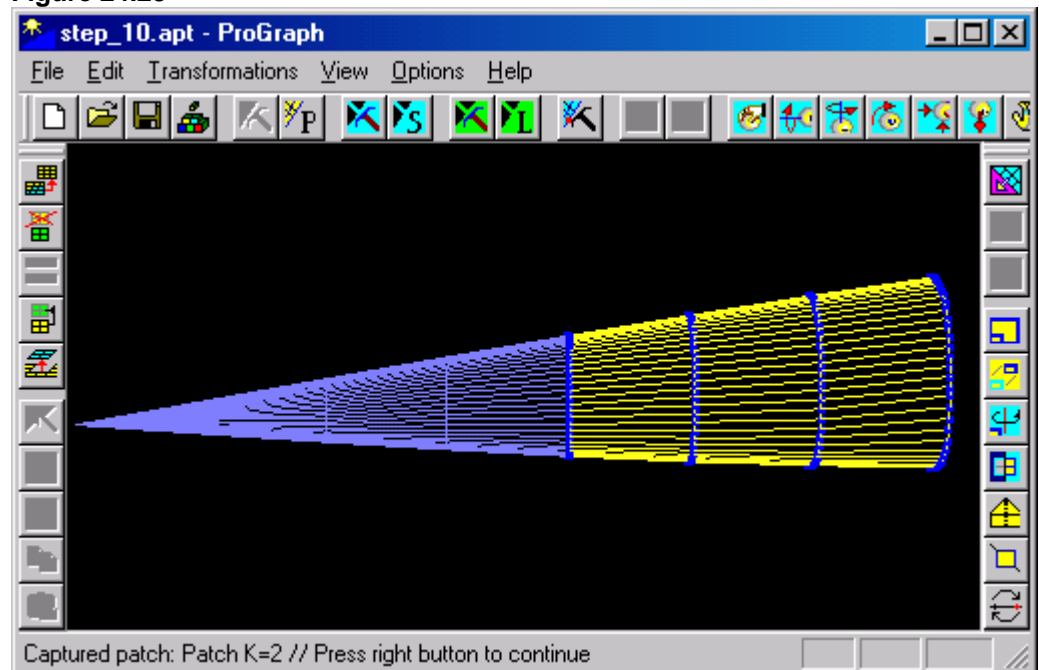 step_10.apt - ProGraph
File Edit Transformations View Options Help
P S L
Captured patch: Patch K=2 // Press right button to continue